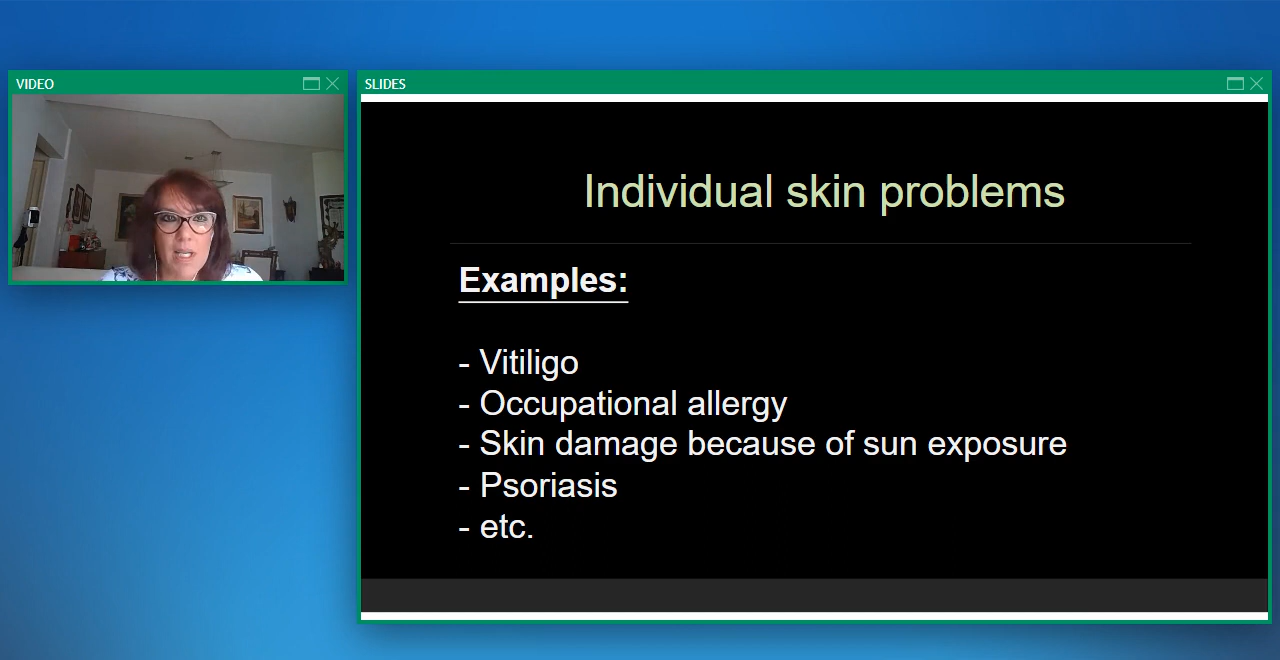 VIDEO
SLIDES
Individual skin problems
Examples:
- Vitiligo
- Occupational allergy
- Skin damage because of sun exposure
- Psoriasis
- etc.